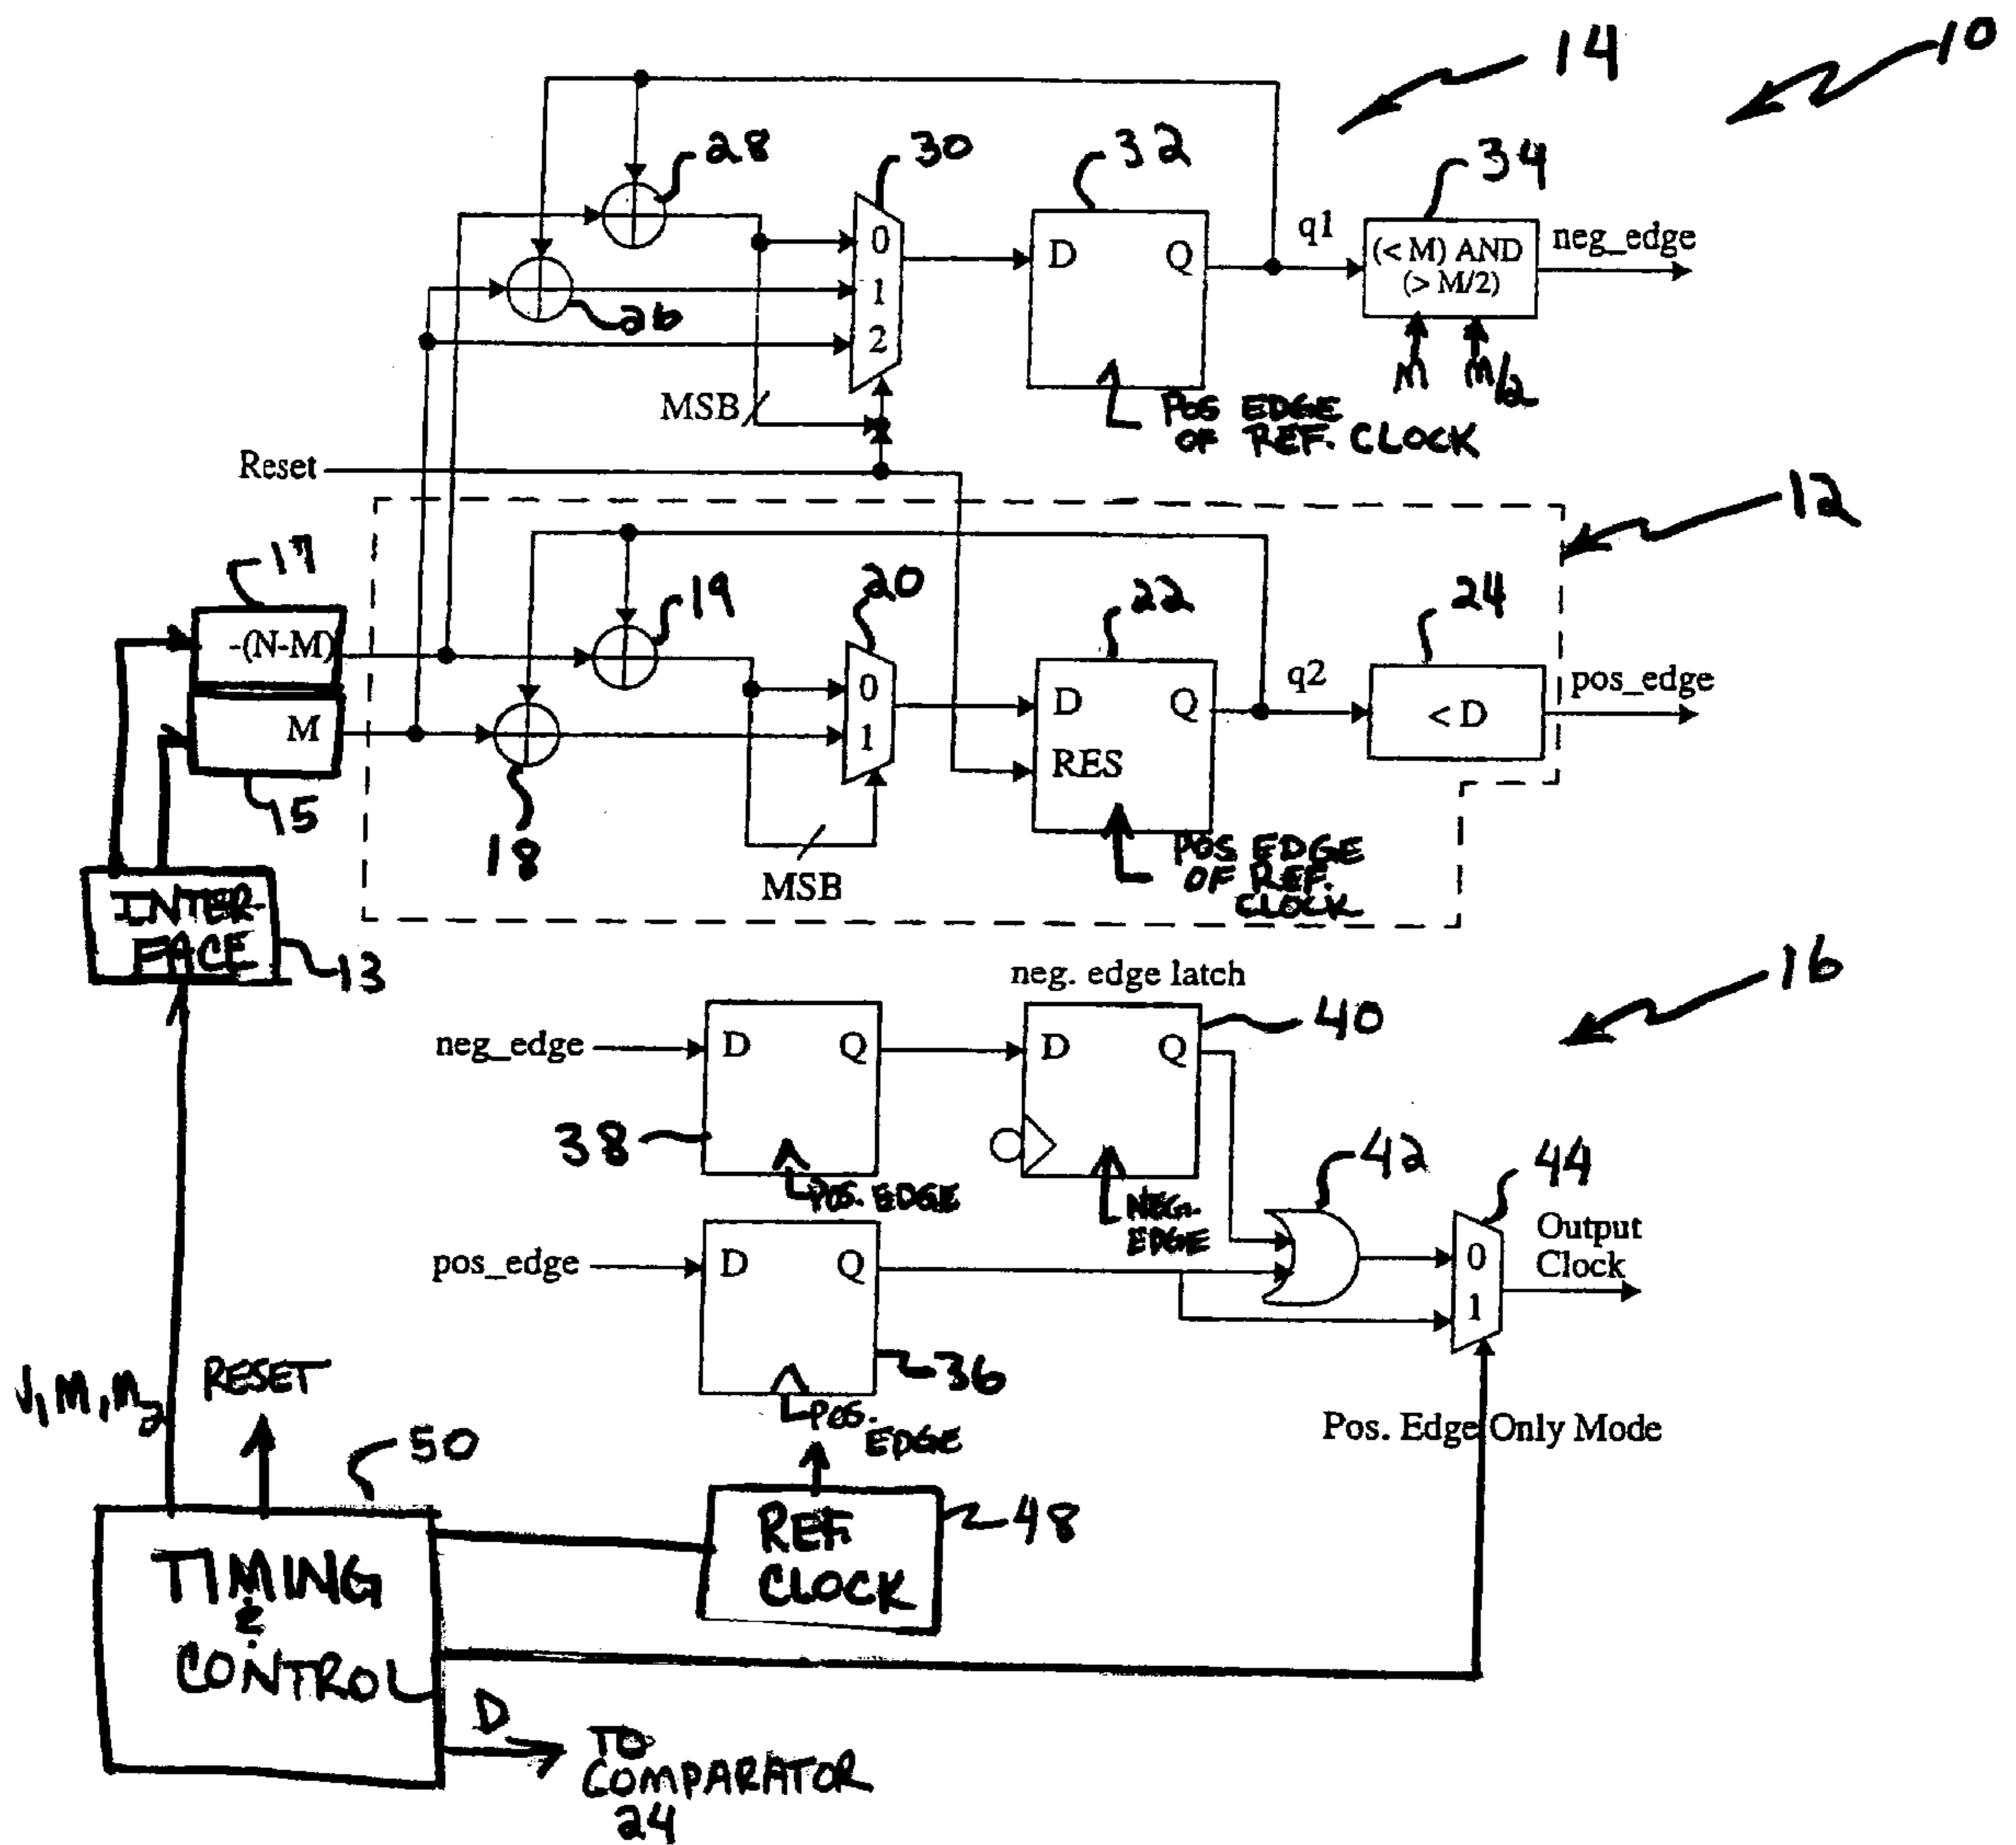 10
14
28
30
32
34
0
1
2
D
Q
q1
(< M) AND
(> M/2)
neg_edge
26
M
M/2
MSB
POS EDGE
OF REF. CLOCK
Reset
12
17
-(N-M)
M
15
19
20
22
24
0
1
D
Q
RES
q2
< D
pos_edge
18
MSB
POS EDGE
OF REF.
CLOCK
INTER-
FACE
13
16
neg. edge latch
neg_edge
D
Q
D
Q
40
38
POS. EDGE
NEG.
EDGE
42
44
Output
Clock
0
1
pos_edge
D
Q
36
POS.
EDGE
Pos. Edge Only Mode
RESET
50
REF.
CLOCK
48
TIMING
&
CONTROL
D
TO
COMPARATOR
24